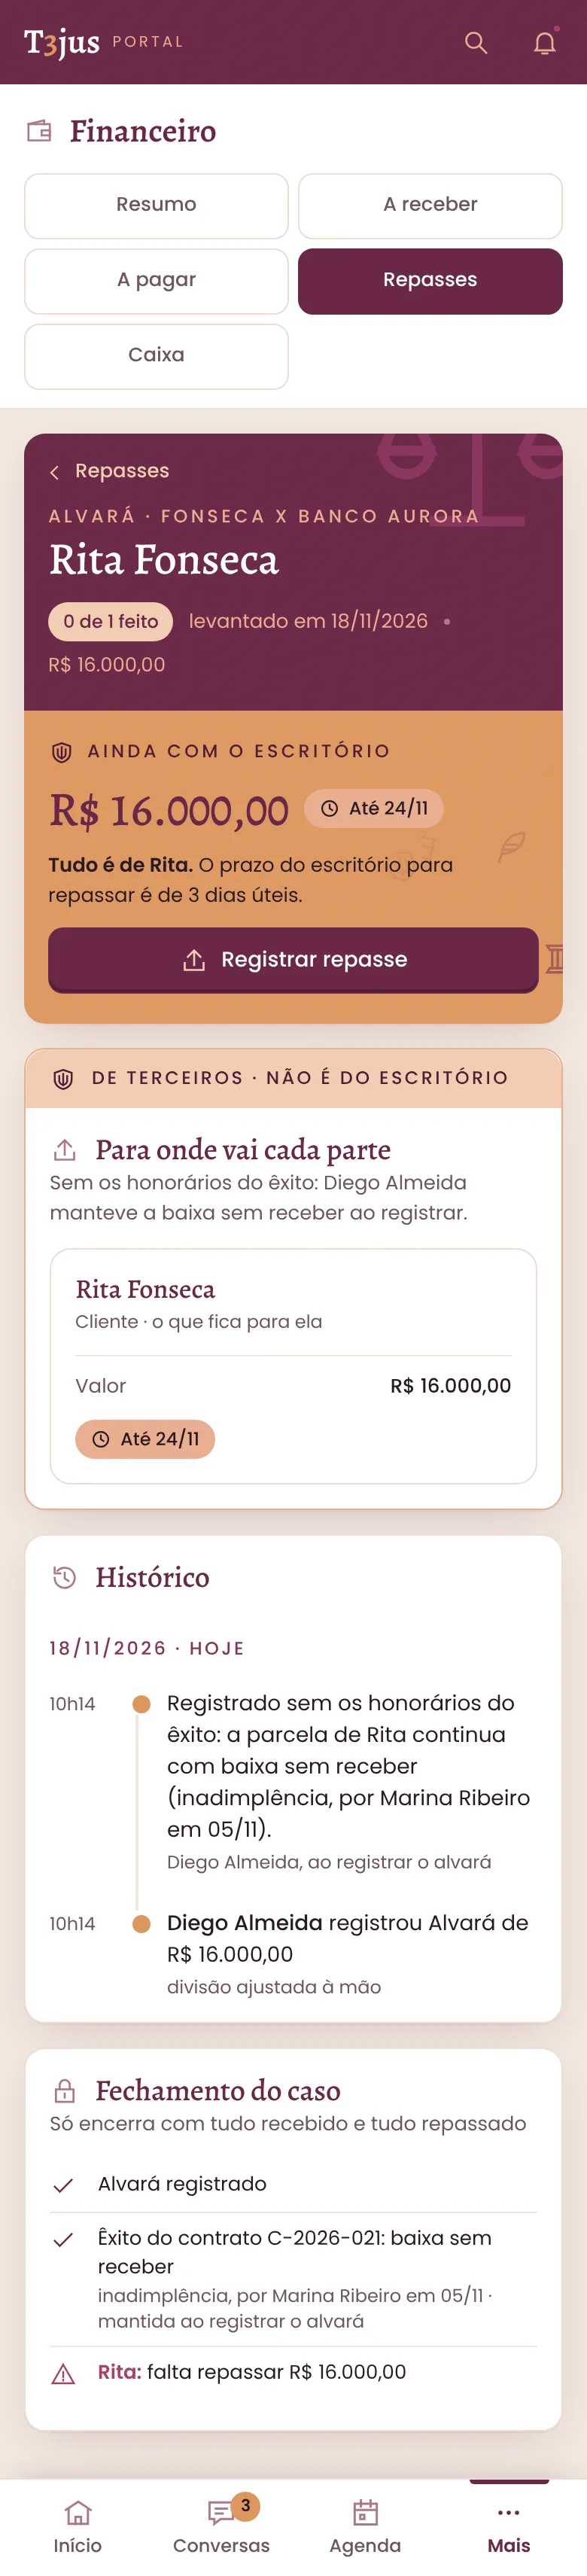 T3jus PORTAL
Financeiro
Resumo
A receber
A pagar
Repasses
Caixa
Repasses
ALVARÁ · FONSECA X BANCO AURORA
Rita Fonseca
0 de 1 feito levantado em 18/11/2026 •
R$ 16.000,00
AINDA COM O ESCRITÓRIO
R$ 16.000,00 Até 24/11
Tudo é de Rita. O prazo do escritório para
repassar é de 3 dias úteis.
Registrar repasse
DE TERCEIROS · NÃO É DO ESCRITÓRIO
Para onde vai cada parte
Sem os honorários do êxito: Diego Almeida
manteve a baixa sem receber ao registrar.
Rita Fonseca
Cliente · o que fica para ela
Valor R$ 16.000,00
Até 24/11
Histórico
18/11/2026 · HOJE
10h14 Registrado sem os honorários do
êxito: a parcela de Rita continua
com baixa sem receber
(inadimplência, por Marina Ribeiro
em 05/11).
Diego Almeida, ao registrar o alvará
10h14 Diego Almeida registrou Alvará de
R$ 16.000,00
divisão ajustada à mão
Fechamento do caso
Só encerra com tudo recebido e tudo repassado
Alvará registrado
Êxito do contrato C-2026-021: baixa sem
receber
inadimplência, por Marina Ribeiro em 05/11 ·
mantida ao registrar o alvará
Rita: falta repassar R$ 16.000,00
3
Início
Conversas
Agenda
Mais